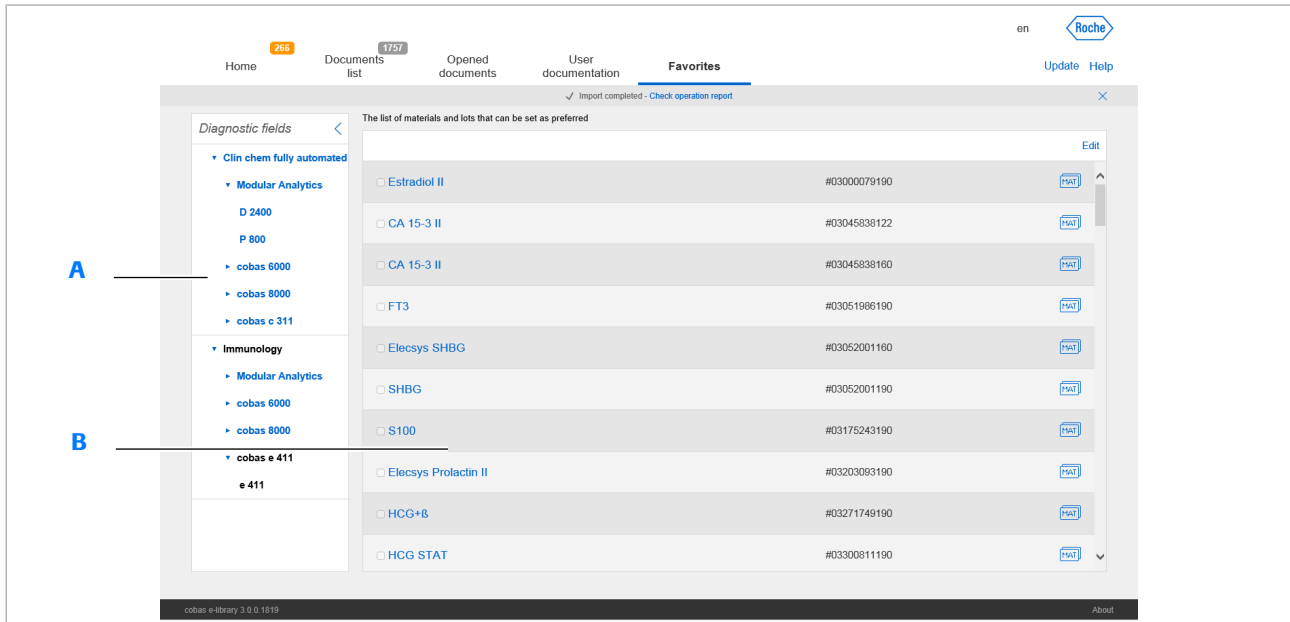 en
Roche
266
1757
Home
Documents list
Opened documents
User documentation
Favorites
Update Help
Import completed - Check operation report
Diagnostic fields
The list of materials and lots that can be set as preferred
Edit
Clin chem fully automated
Modular Analytics
D 2400
P 800
cobas 6000
cobas 8000
cobas c 311
Immunology
Modular Analytics
cobas 6000
cobas 8000
cobas e 411
e 411
A
B
Estradiol II #03000079190 MAT
CA 15-3 II #03045838122 MAT
CA 15-3 II #03045838160 MAT
FT3 #03051986190 MAT
Elecsys SHBG #03052001160 MAT
SHBG #03052001190 MAT
S100 #03175243190 MAT
Elecsys Prolactin II #03203093190 MAT
HCG+ß #03271749190 MAT
HCG STAT #03300811190 MAT
cobas e-library 3.0.0.1819
About